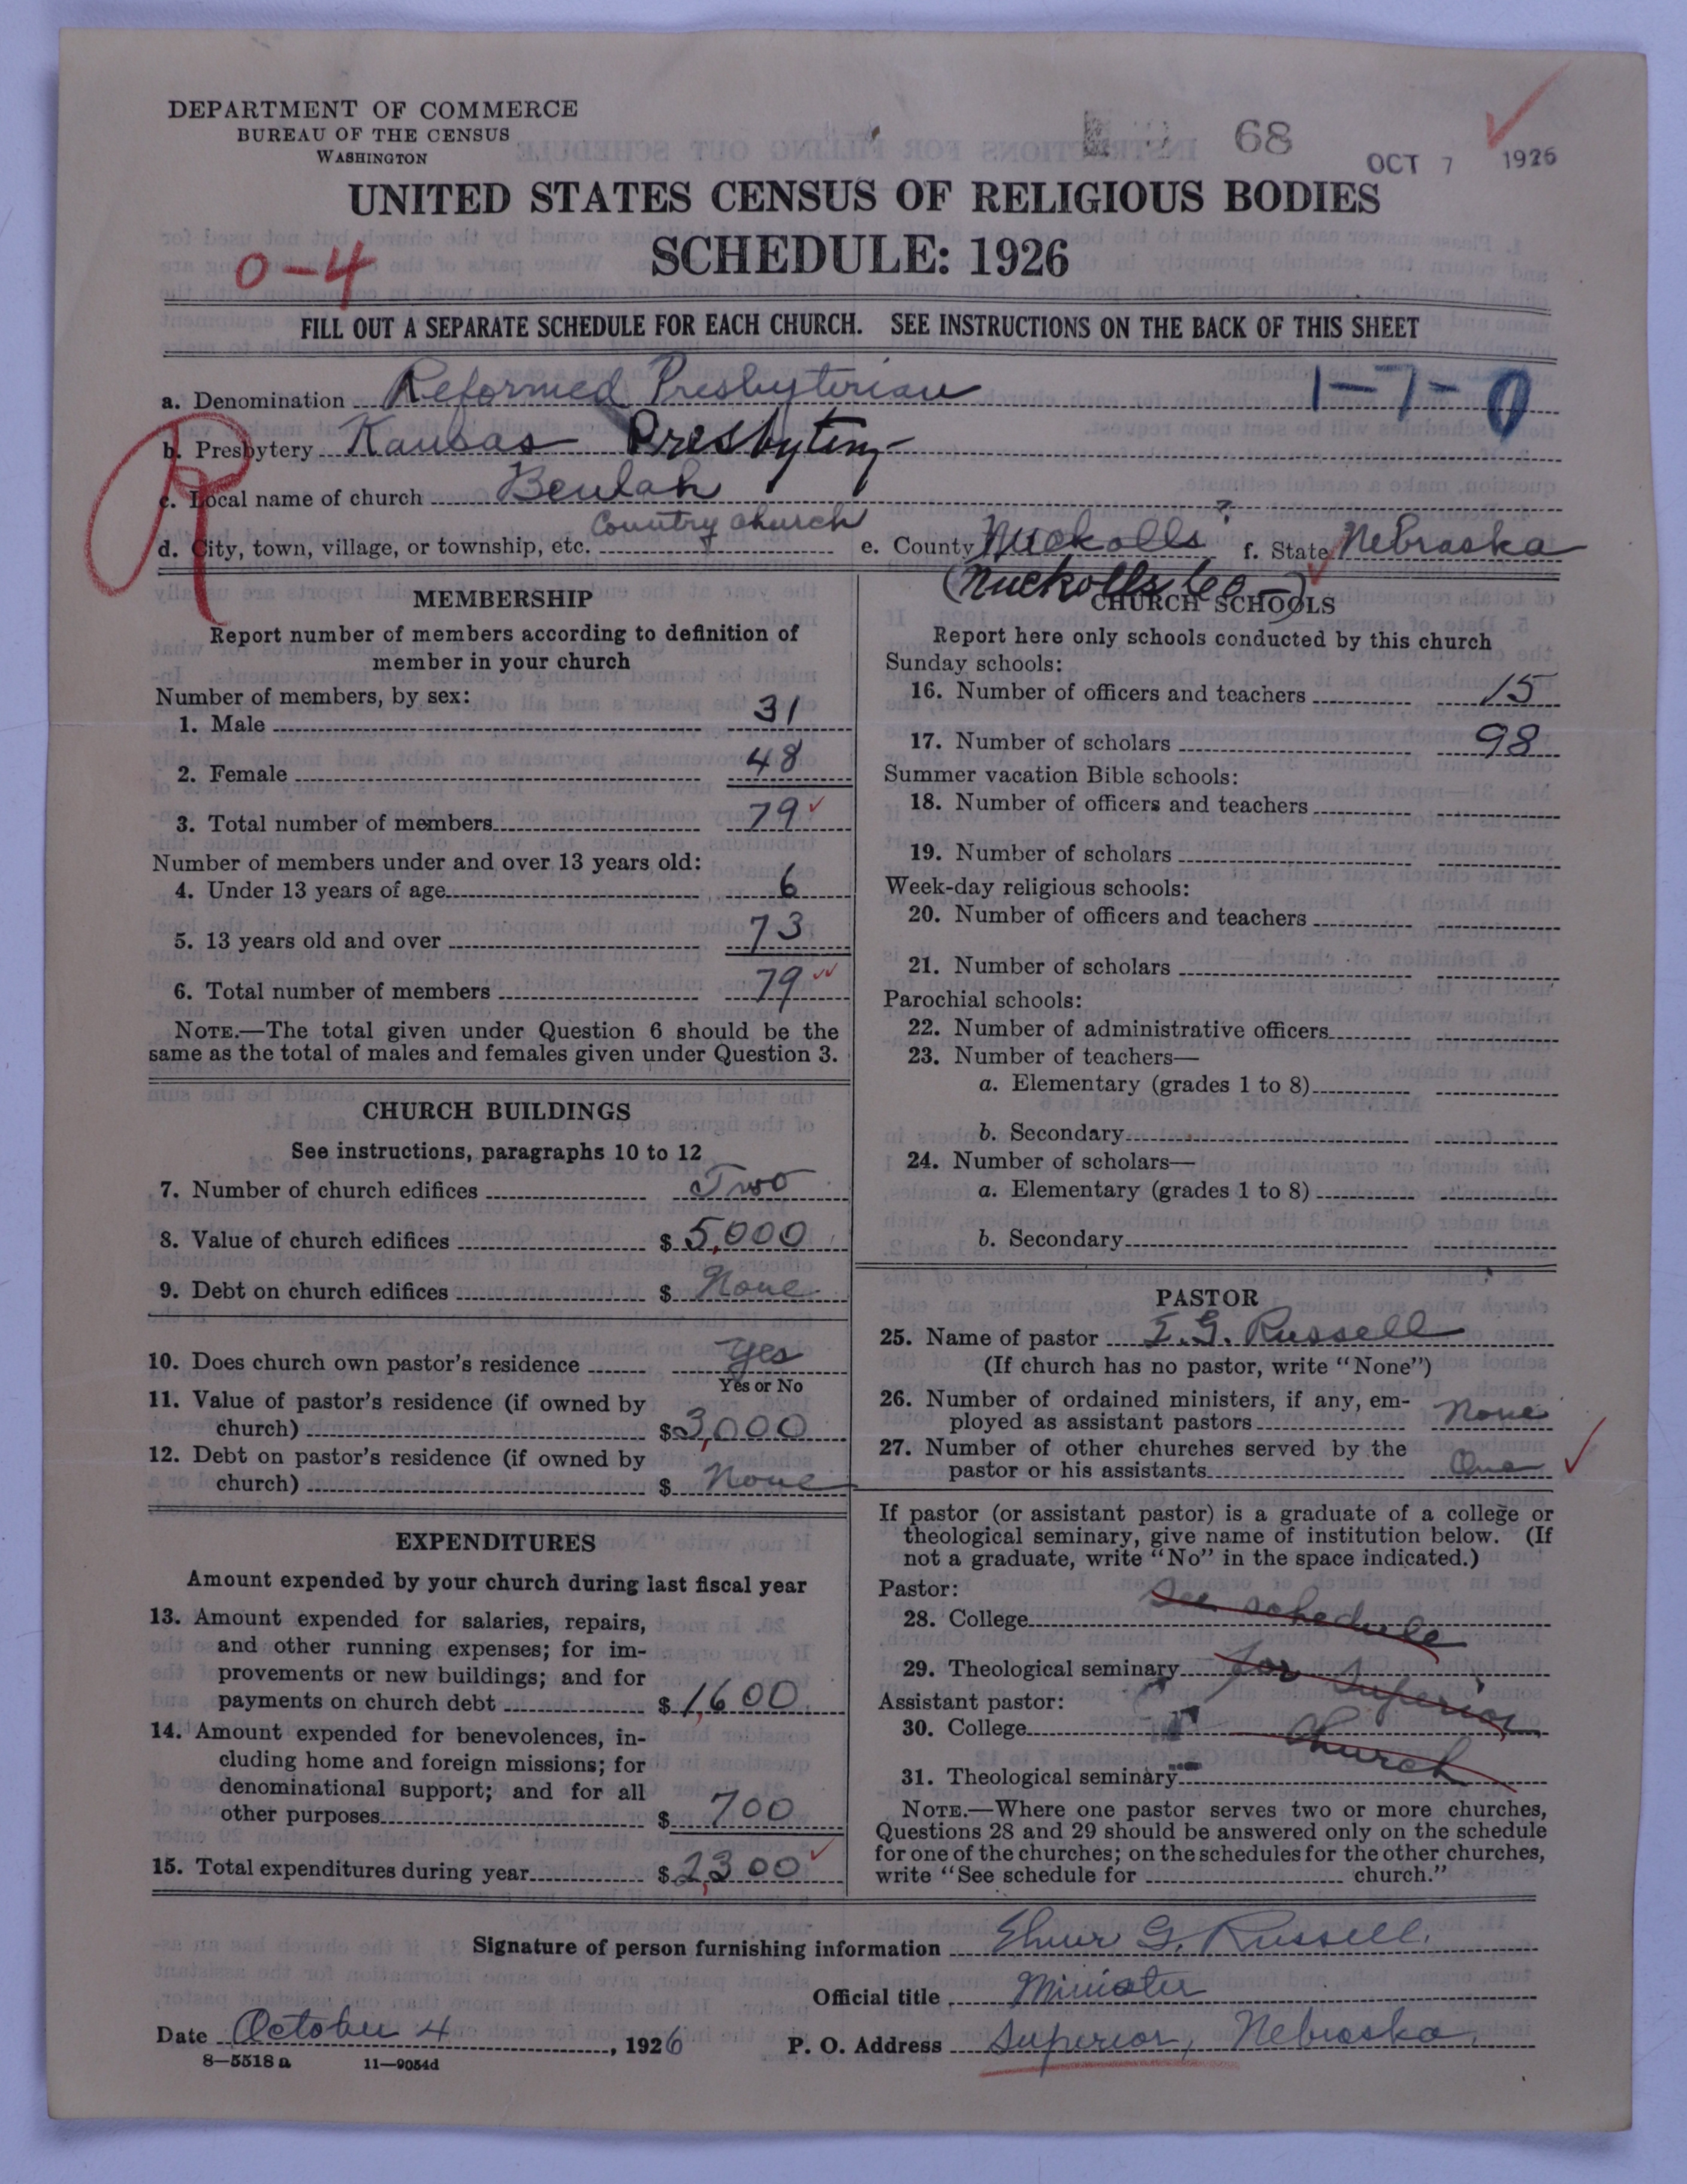 DEPARTMENT OF COMMERCE
BUREAU OF THE CENSUS
WASHINGTON
68
OCT 7 1926
UNITED STATES CENSUS OF RELIGIOUS BODIES
SCHEDULE: 1926
0-4
FILL OUT A SEPARATE SCHEDULE FOR EACH CHURCH. SEE INSTRUCTIONS ON THE BACK OF THIS SHEET
a. Denomination Reformed Presbyterian 1-7-0
b. Presbytery Kansas Presbytery
R
c. Local name of church Beulah
d. City, town, village, or township, etc. Country Church e. County Nuckolls ? f. State Nebraska
(Nuckolls Co-)
MEMBERSHIP
Report number of members according to definition of
member in your church
Number of members, by sex:
1. Male 31
2. Female 48
3. Total number of members 79
Number of members under and over 13 years old:
4. Under 13 years of age 6
5. 13 years old and over 73
6. Total number of members 79
NOTE.—The total given under Question 6 should be the
same as the total of males and females given under Question 3.
CHURCH BUILDINGS
See instructions, paragraphs 10 to 12
7. Number of church edifices Two
8. Value of church edifices $ 5,000
9. Debt on church edifices $ None
10. Does church own pastor's residence yes
Yes or No
11. Value of pastor's residence (if owned by
church) $ 3,000
12. Debt on pastor's residence (if owned by
church) $ None
EXPENDITURES
Amount expended by your church during last fiscal year
13. Amount expended for salaries, repairs,
and other running expenses; for im-
provements or new buildings; and for
payments on church debt $ 1,600
14. Amount expended for benevolences, in-
cluding home and foreign missions; for
denominational support; and for all
other purposes $ 700
15. Total expenditures during year $ 2,300
CHURCH SCHOOLS
Report here only schools conducted by this church
Sunday schools:
16. Number of officers and teachers 15
17. Number of scholars 98
Summer vacation Bible schools:
18. Number of officers and teachers
19. Number of scholars
Week-day religious schools:
20. Number of officers and teachers
21. Number of scholars
Parochial schools:
22. Number of administrative officers
23. Number of teachers—
a. Elementary (grades 1 to 8)
b. Secondary
24. Number of scholars—
a. Elementary (grades 1 to 8)
b. Secondary
PASTOR
25. Name of pastor E.G. Russell
(If church has no pastor, write "None")
26. Number of ordained ministers, if any, em-
ployed as assistant pastors None
27. Number of other churches served by the
pastor or his assistants One
If pastor (or assistant pastor) is a graduate of a college or
theological seminary, give name of institution below. (If
not a graduate, write "No" in the space indicated.)
Pastor:
28. College See schedule
29. Theological seminary for Superior
Assistant pastor:
30. College Church
31. Theological seminary
NOTE.—Where one pastor serves two or more churches,
Questions 28 and 29 should be answered only on the schedule
for one of the churches; on the schedules for the other churches,
write "See schedule for church."
Signature of person furnishing information Elmer G. Russell.
Official title Minister
Date October 4, 1926 P. O. Address Superior, Nebraska.
8—5518a 11—9054d